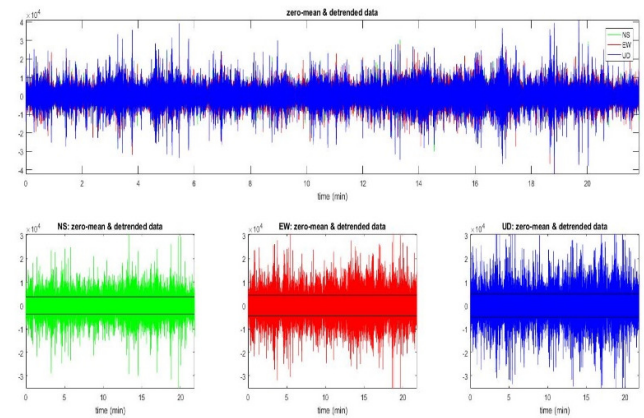 zero-mean & detrended data
×10⁴
4
3
2
1
0
-1
-2
-3
-4
0 2 4 6 8 10 12 14 16 18 20
time (min)
NS
EW
UD
NS: zero-mean & detrended data
×10⁴
3
2
1
0
-1
-2
-3
0 5 10 15 20
time (min)
EW: zero-mean & detrended data
×10⁴
3
2
1
0
-1
-2
-3
0 5 10 15 20
time (min)
UD: zero-mean & detrended data
×10⁴
3
2
1
0
-1
-2
-3
0 5 10 15 20
time (min)